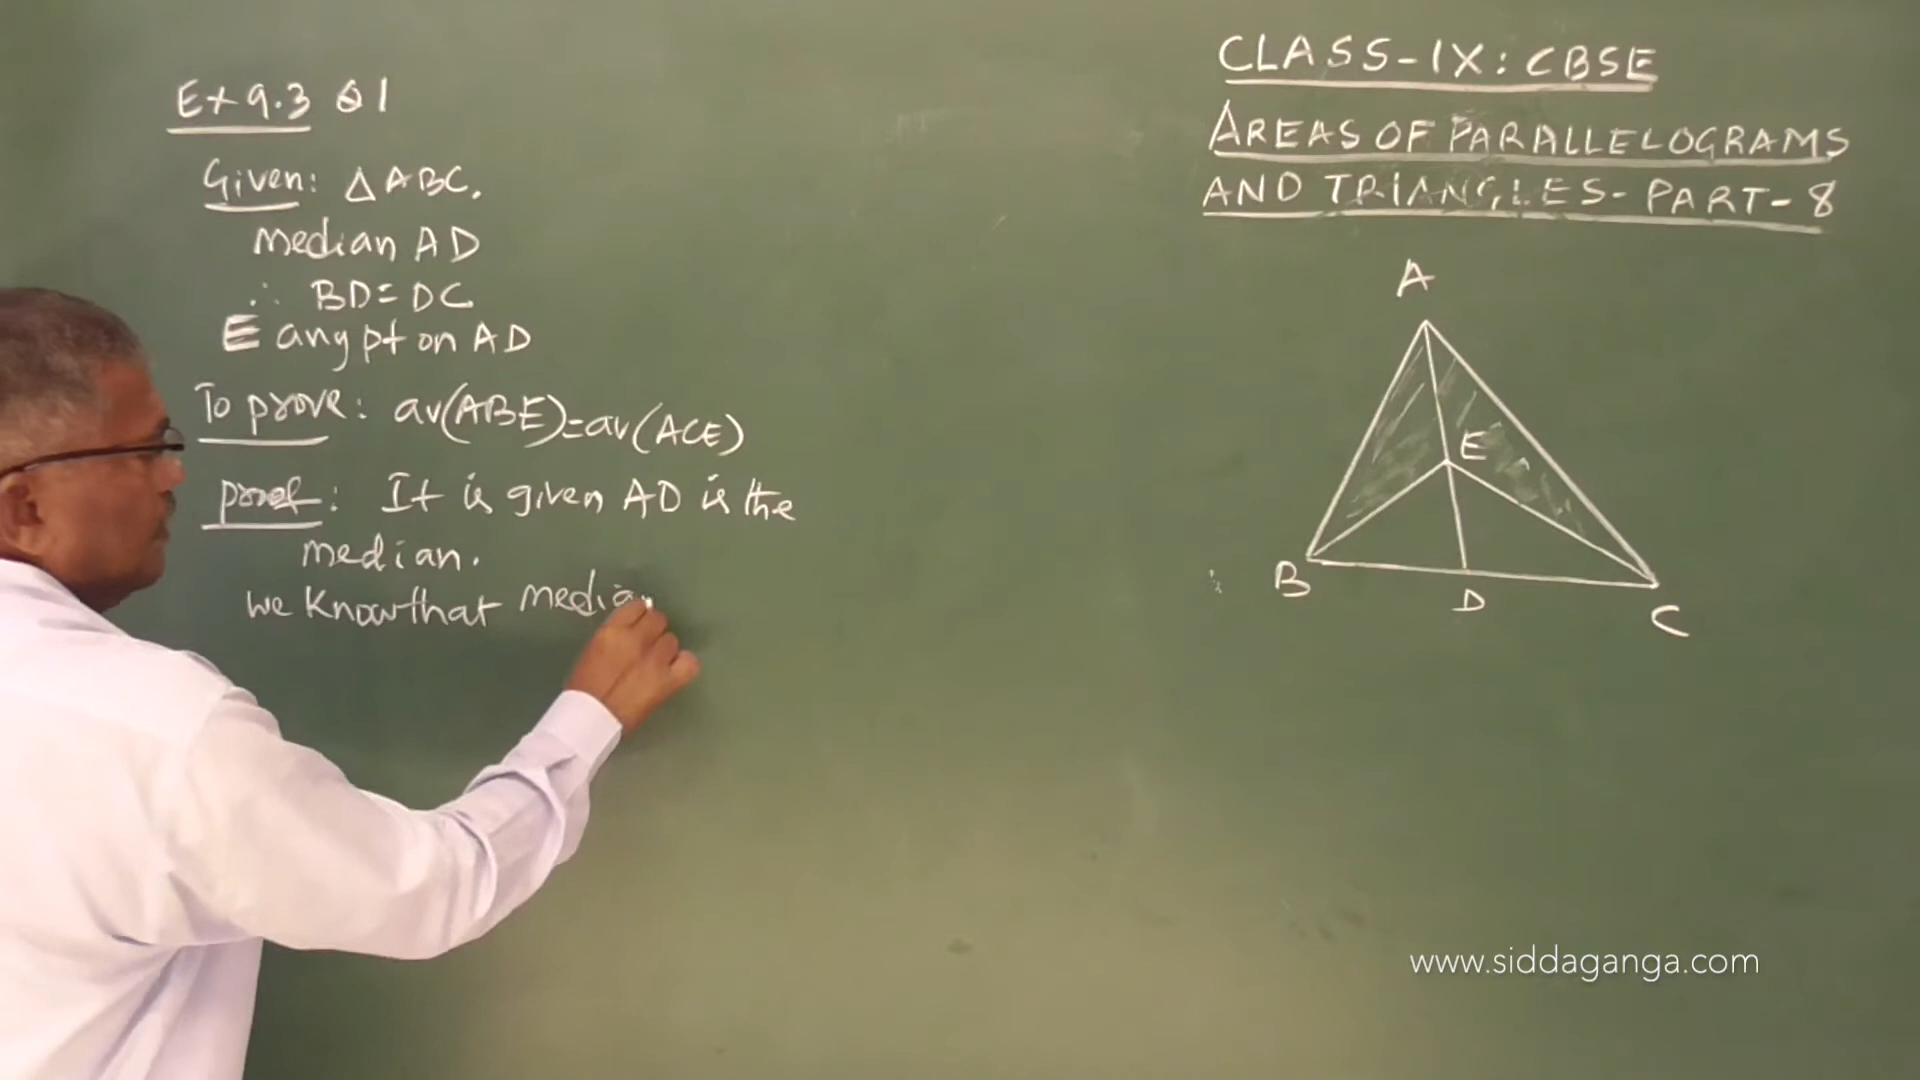 Ex 9.3 Q1
Given: △ABC.
Median AD
∴ BD=DC
E any pt on AD
To prove: ar(ABE)=ar(ACE)
proof: It is given AD is the
median.
We Know that median
CLASS-IX: CBSE
AREAS OF PARALLELOGRAMS
AND TRIANGLES-PART-8
A
E
B
D
C
www.siddaganga.com